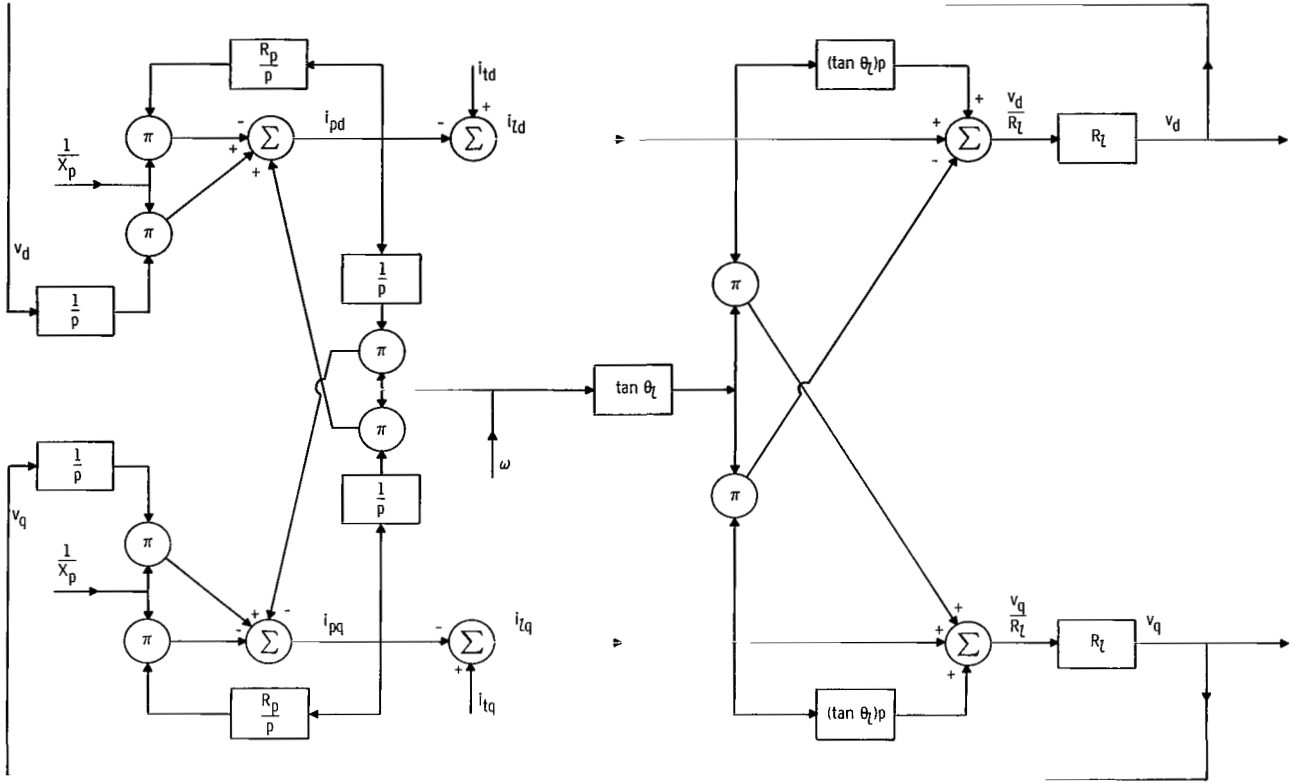 R_p
p
(tan θ_l)p
i_td
+
v_d
R_l
+
π
-
Σ
i_pd
-
Σ
i_ld
+
Σ
R_l
v_d
+
-
1
X_p
+
π
v_d
1
p
1
p
π
π
tan θ_l
1
p
π
ω
v_q
1
p
π
π
1
X_p
+
-
i_pq
-
i_lq
+
v_q
R_l
v_q
π
-
Σ
Σ
+
Σ
R_l
+
+
R_p
p
i_tq
(tan θ_l)p